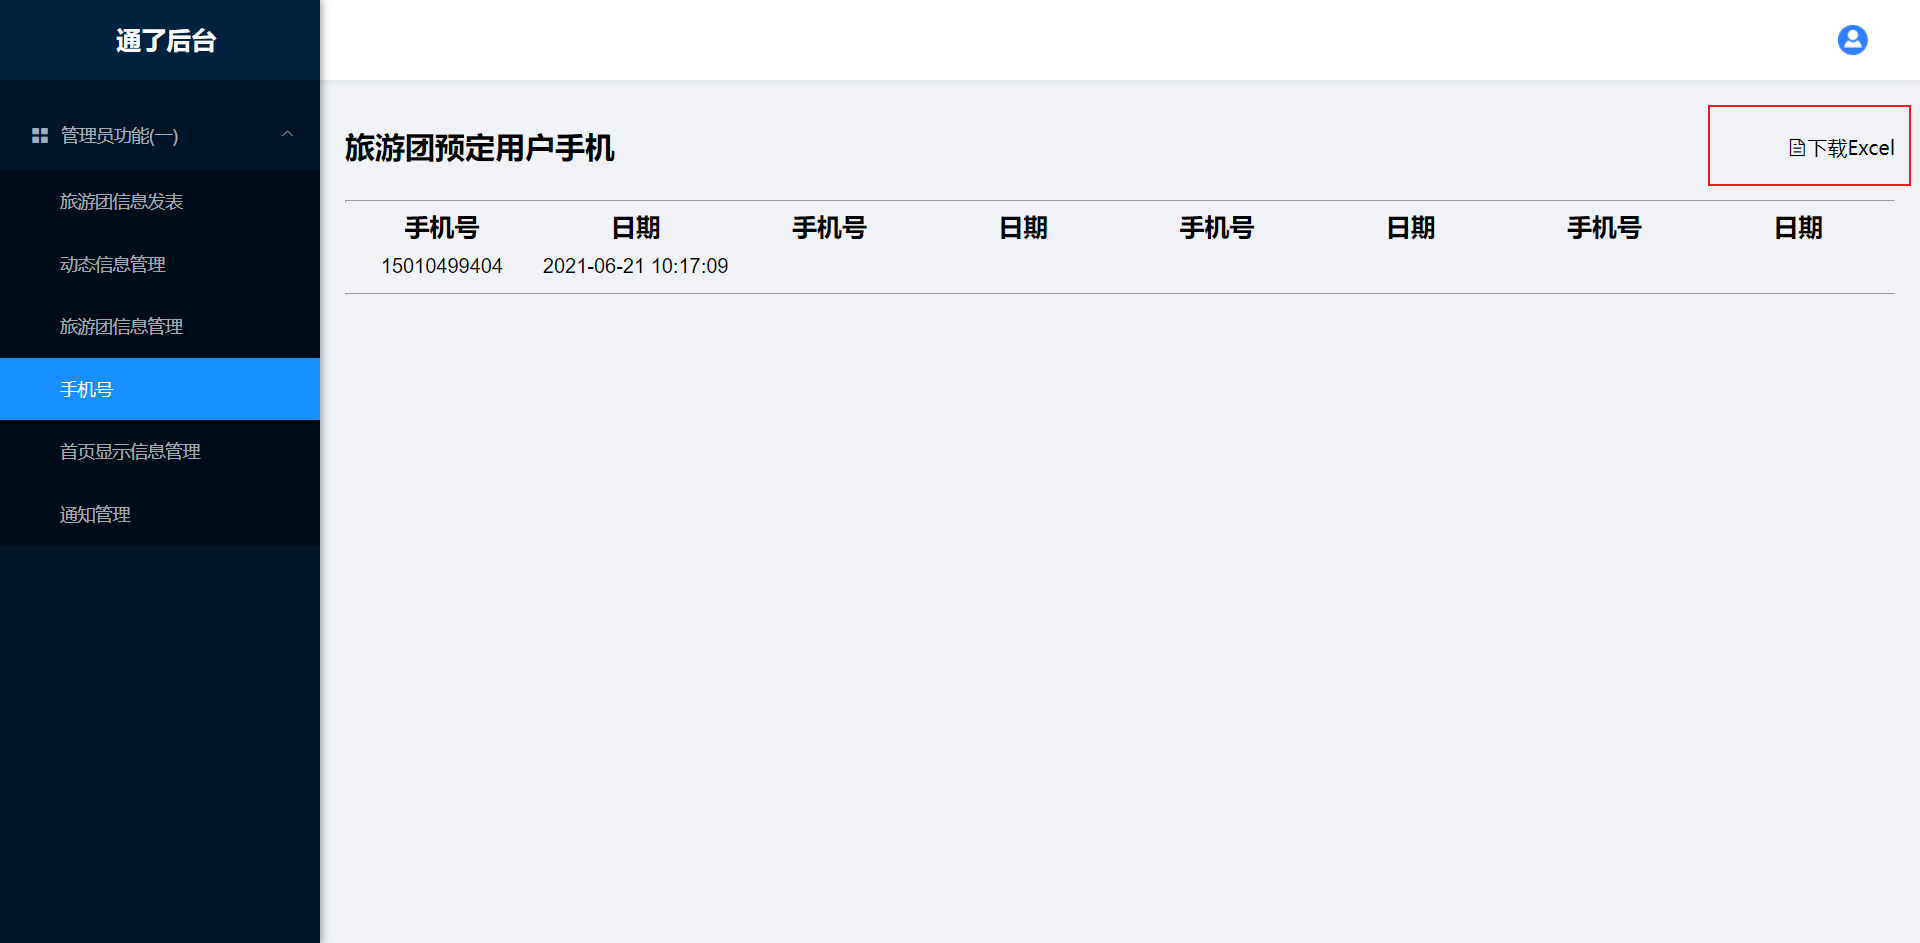 通了后台
管理员功能(一)
旅游团信息发表
动态信息管理
旅游团信息管理
手机号
首页显示信息管理
通知管理
旅游团预定用户手机
下载Excel
手机号 日期 手机号 日期 手机号 日期 手机号 日期
15010499404 2021-06-21 10:17:09